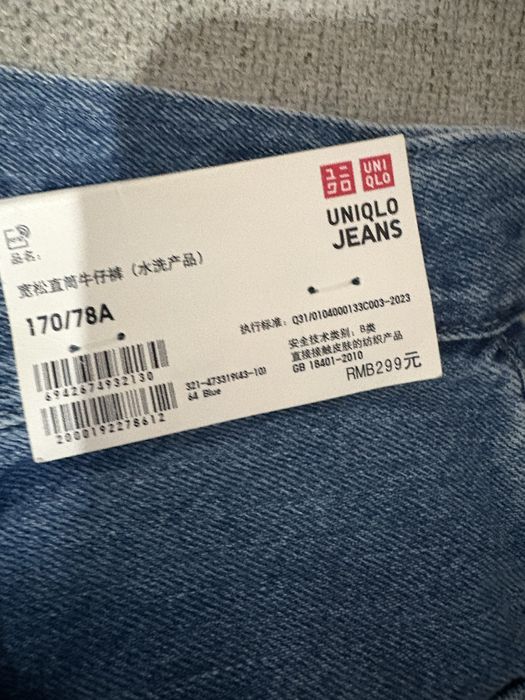 ユニ
クロ
UNI
QLO
UNIQLO
JEANS
品名：
宽松直筒牛仔裤（水洗产品）
170/78A
执行标准：Q31/0104000133C003-2023
安全技术类别：B类
直接接触皮肤的纺织产品
GB 18401-2010
6942674932130
321-473319(43-10)
64 Blue
2000192278612
RMB299元